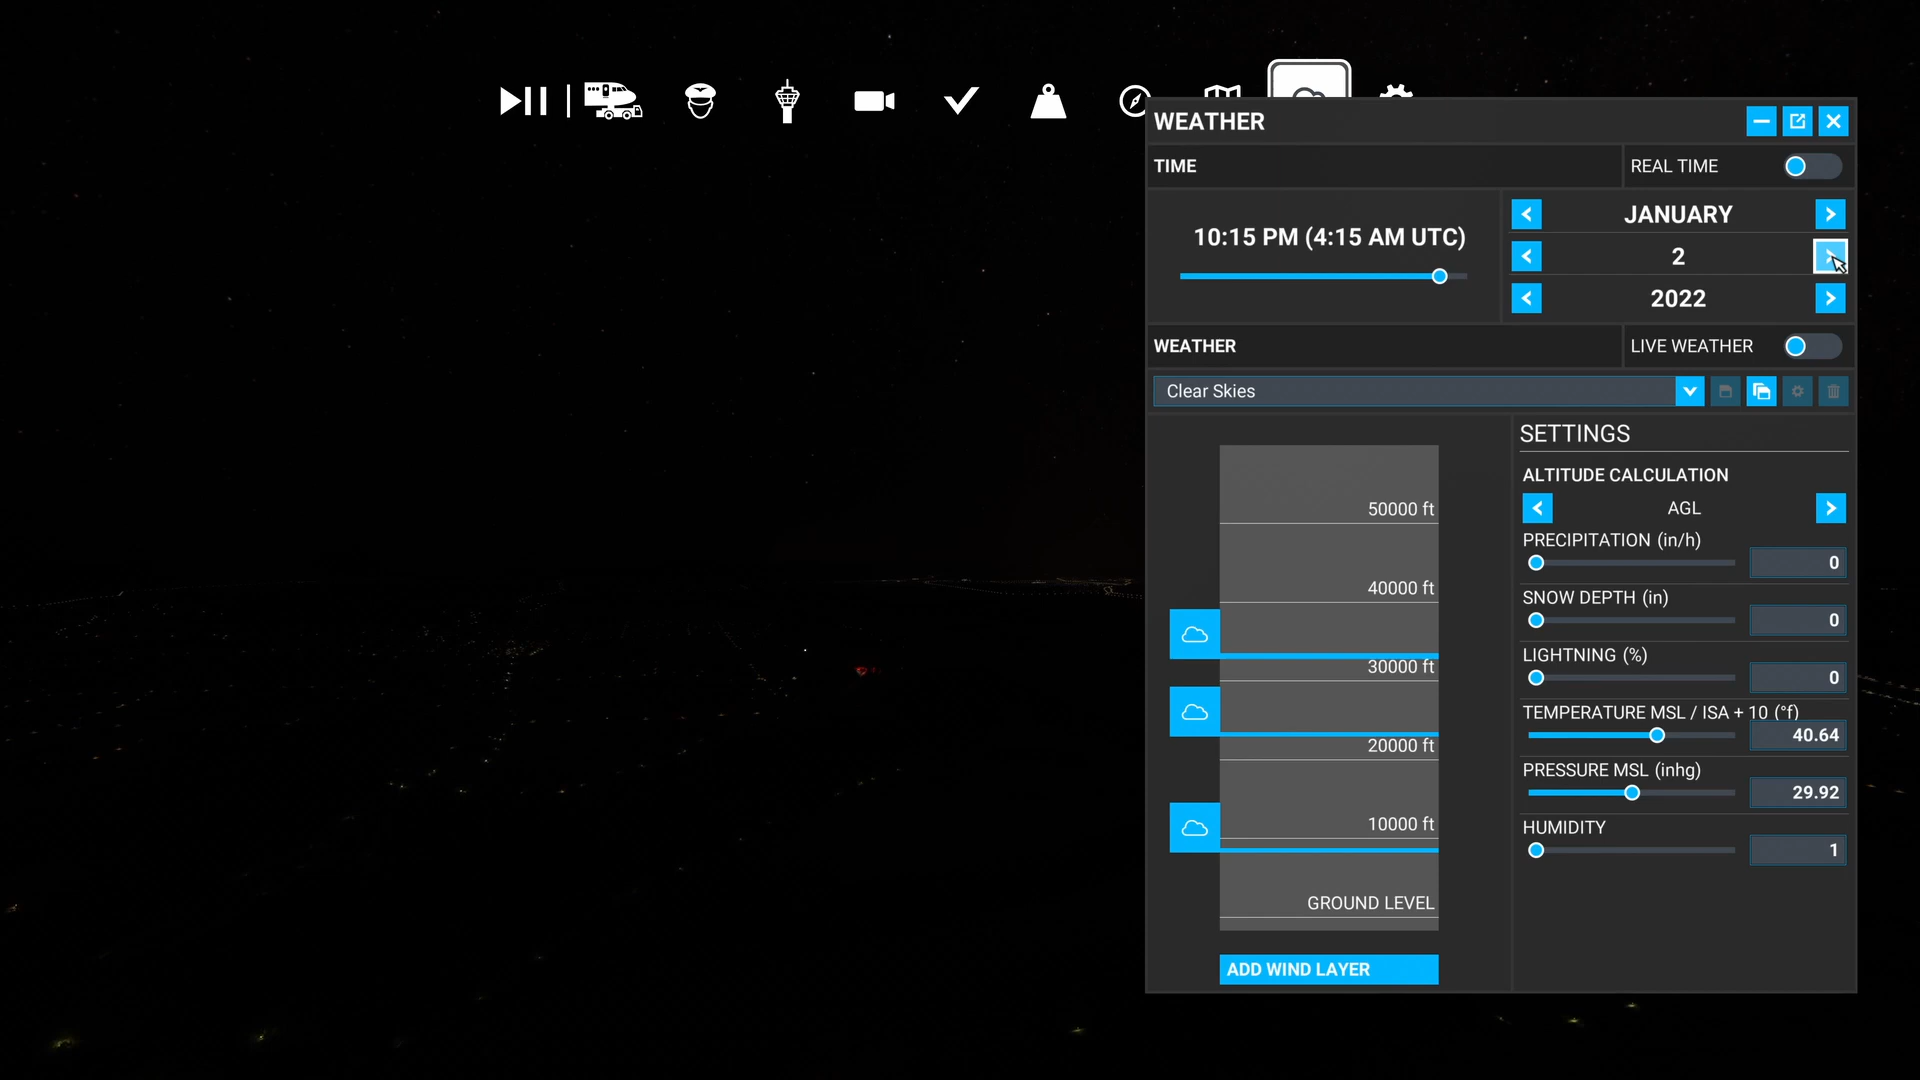 WEATHER
TIME
REAL TIME
10:15 PM (4:15 AM UTC)
JANUARY
2
2022
WEATHER
LIVE WEATHER
Clear Skies
50000 ft
40000 ft
30000 ft
20000 ft
10000 ft
GROUND LEVEL
ADD WIND LAYER
SETTINGS
ALTITUDE CALCULATION
AGL
PRECIPITATION (in/h)
0
SNOW DEPTH (in)
0
LIGHTNING (%)
0
TEMPERATURE MSL / ISA + 10 (°f)
40.64
PRESSURE MSL (inhg)
29.92
HUMIDITY
1